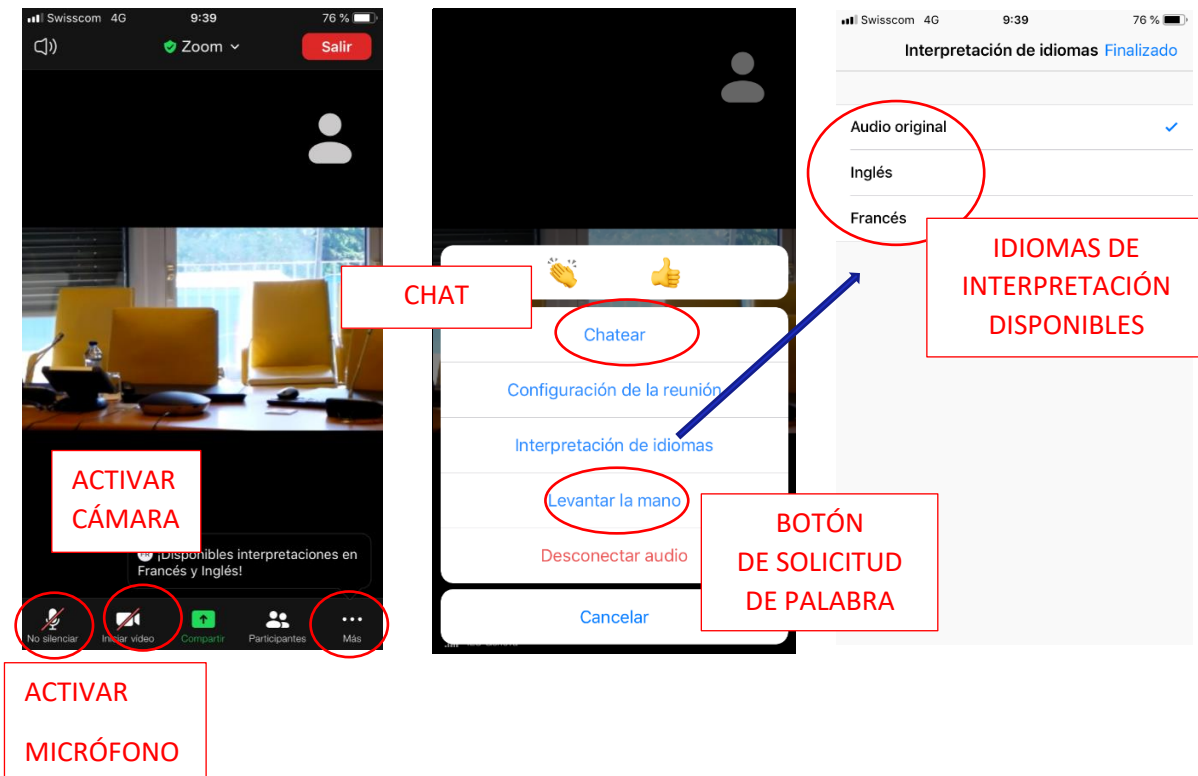 Swisscom 4G 9:39 76 %
Zoom
Salir
¡Disponibles interpretaciones en
Francés y Inglés!
No silenciar
Iniciar video
Compartir
Participantes
Más
ACTIVAR
CÁMARA
ACTIVAR
MICRÓFONO
CHAT
Chatear
Configuración de la reunión
Interpretación de idiomas
Levantar la mano
Desconectar audio
Cancelar
BOTÓN
DE SOLICITUD
DE PALABRA
Swisscom 4G 9:39 76 %
Interpretación de idiomas Finalizado
Audio original
Inglés
Francés
IDIOMAS DE
INTERPRETACIÓN
DISPONIBLES